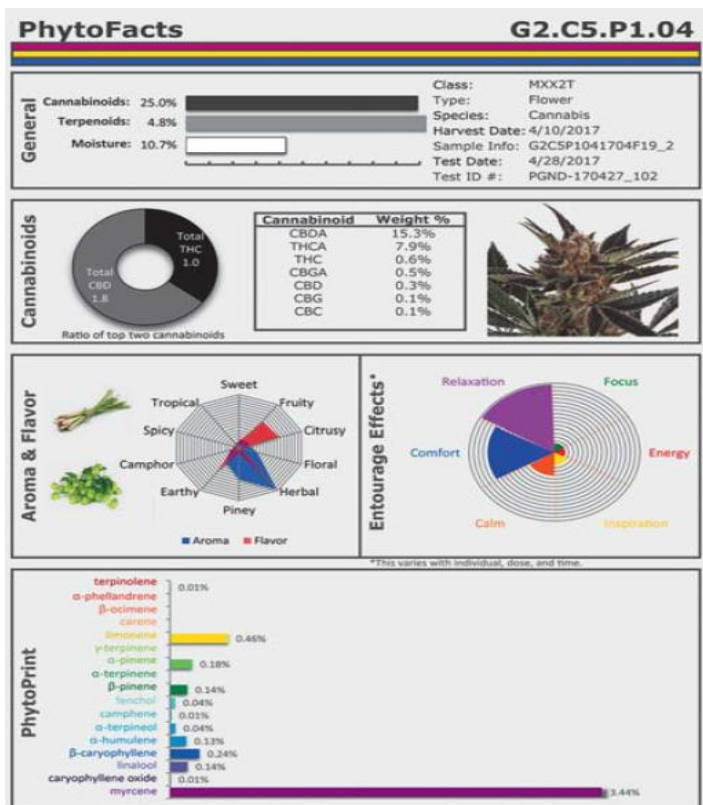 PhytoFacts G2.C5.P1.04
General
Cannabinoids: 25.0%
Terpenoids: 4.8%
Moisture: 10.7%
Class: MXX2T
Type: Flower
Species: Cannabis
Harvest Date: 4/10/2017
Sample Info: G2C5P1041704F19_2
Test Date: 4/28/2017
Test ID #: PGND-170427_102
Cannabinoids
Total THC 1.0
Total CBD 1.8
Ratio of top two cannabinoids
Cannabinoid Weight %
CBDA 15.3%
THCA 7.9%
THC 0.6%
CBGA 0.5%
CBD 0.3%
CBG 0.1%
CBC 0.1%
Aroma & Flavor
Sweet
Tropical Fruity
Spicy Citrusy
Camphor Floral
Earthy Herbal
Piney
Aroma Flavor
Entourage Effects*
Relaxation Focus
Comfort Energy
Calm Inspiration
*This varies with individual, dose, and time.
PhytoPrint
terpinolene 0.01%
α-phellandrene
β-ocimene
carene
limonene 0.46%
γ-terpinene
α-pinene 0.18%
α-terpinene
β-pinene 0.14%
fenchol 0.04%
camphene 0.01%
α-terpineol 0.04%
α-humulene 0.13%
β-caryophyllene 0.24%
linalool 0.14%
caryophyllene oxide 0.01%
myrcene 3.44%